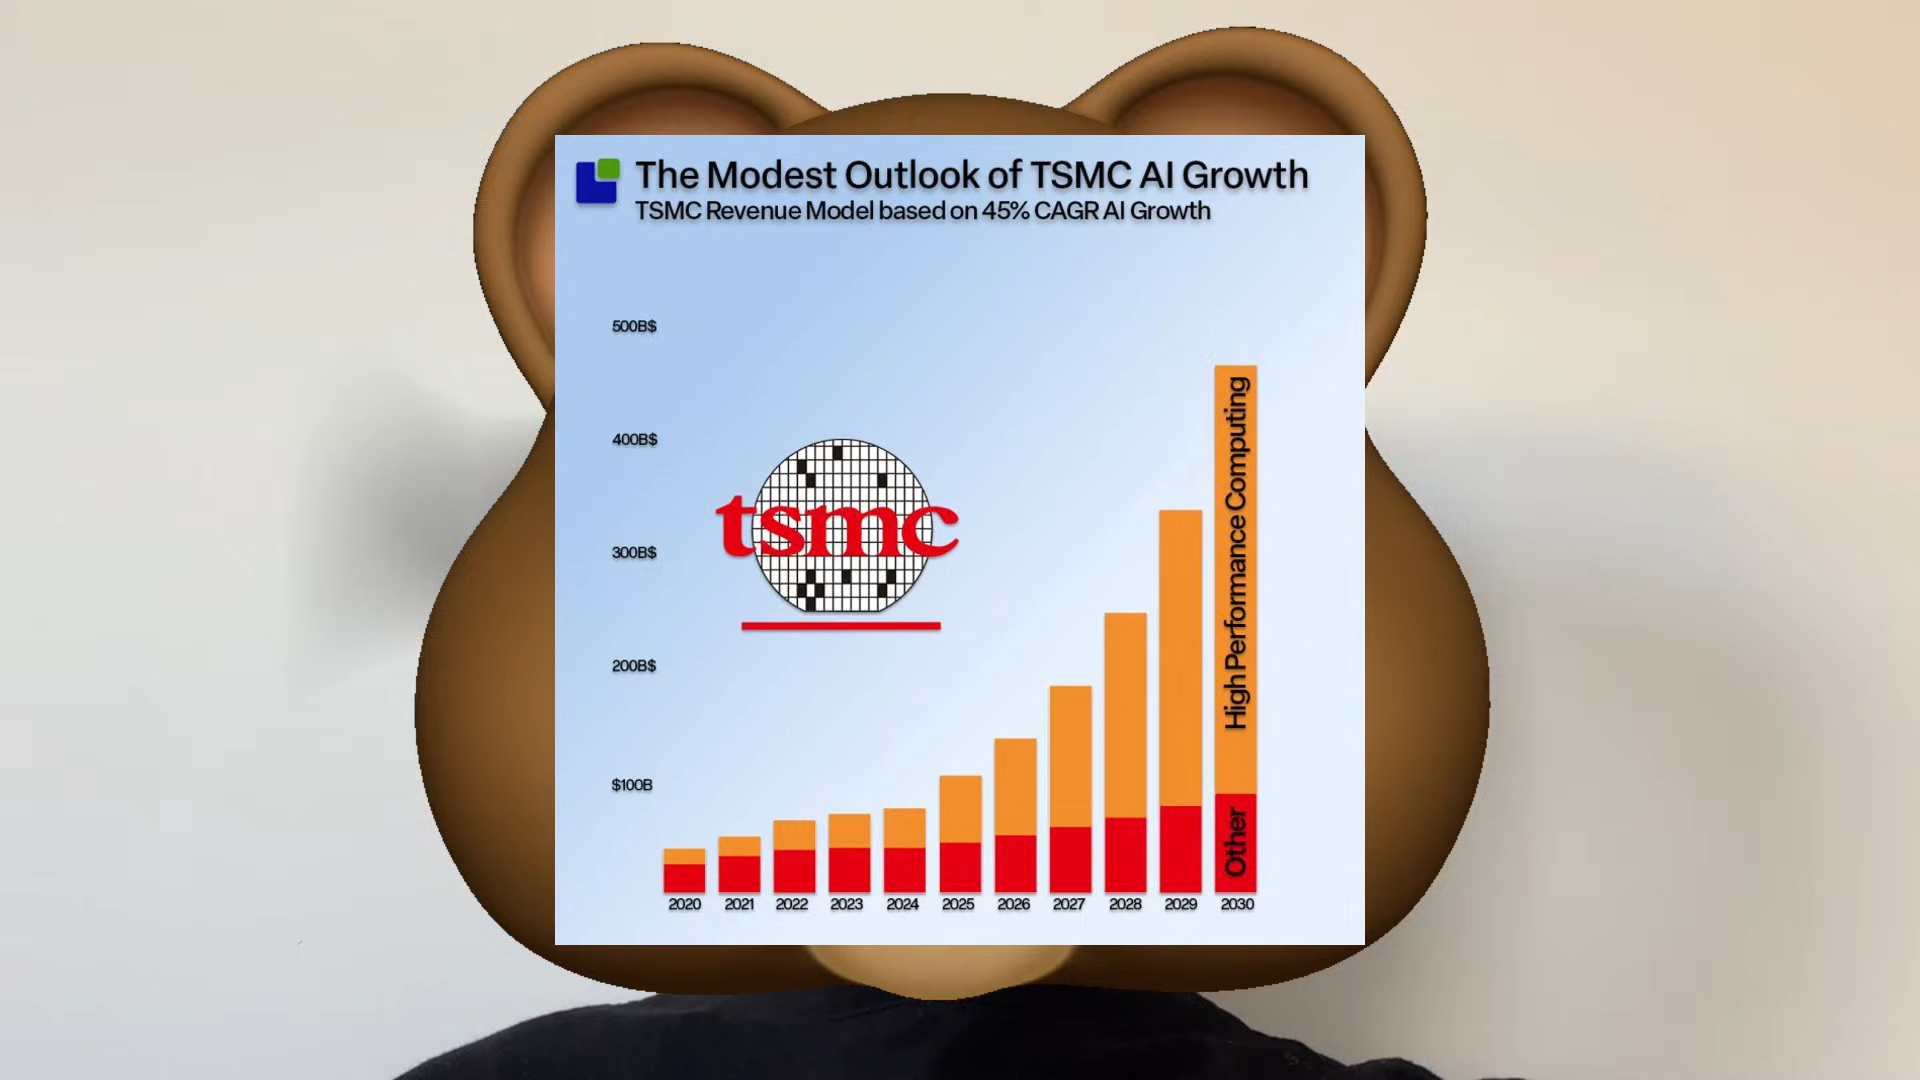 The Modest Outlook of TSMC AI Growth
TSMC Revenue Model based on 45% CAGR AI Growth
500B$
400B$
300B$
200B$
$100B
tsmc
High Performance Computing
Other
2020 2021 2022 2023 2024 2025 2026 2027 2028 2029 2030